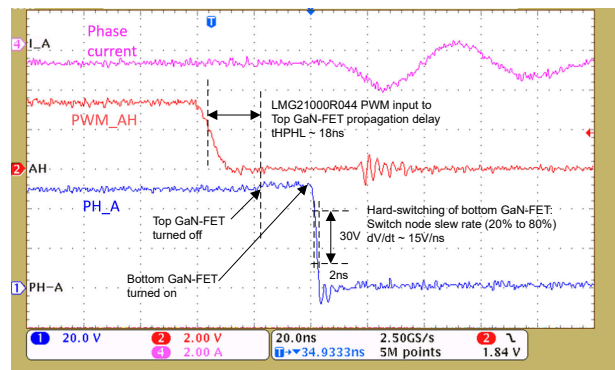 T
4 I_A
Phase
current
LMG21000R044 PWM input to
Top GaN-FET propagation delay
tHPHL ~ 18ns
PWM_AH
2 AH
PH_A
Top GaN-FET
turned off
Hard-switching of bottom GaN-FET:
Switch node slew rate (20% to 80%)
dV/dt ~ 15V/ns
30V
Bottom GaN-FET
turned on
2ns
1 PH-A
1 20.0 V 2 2.00 V 20.0ns 2.50GS/s 2
4 2.00 A T→▼34.9333ns 5M points 1.84 V